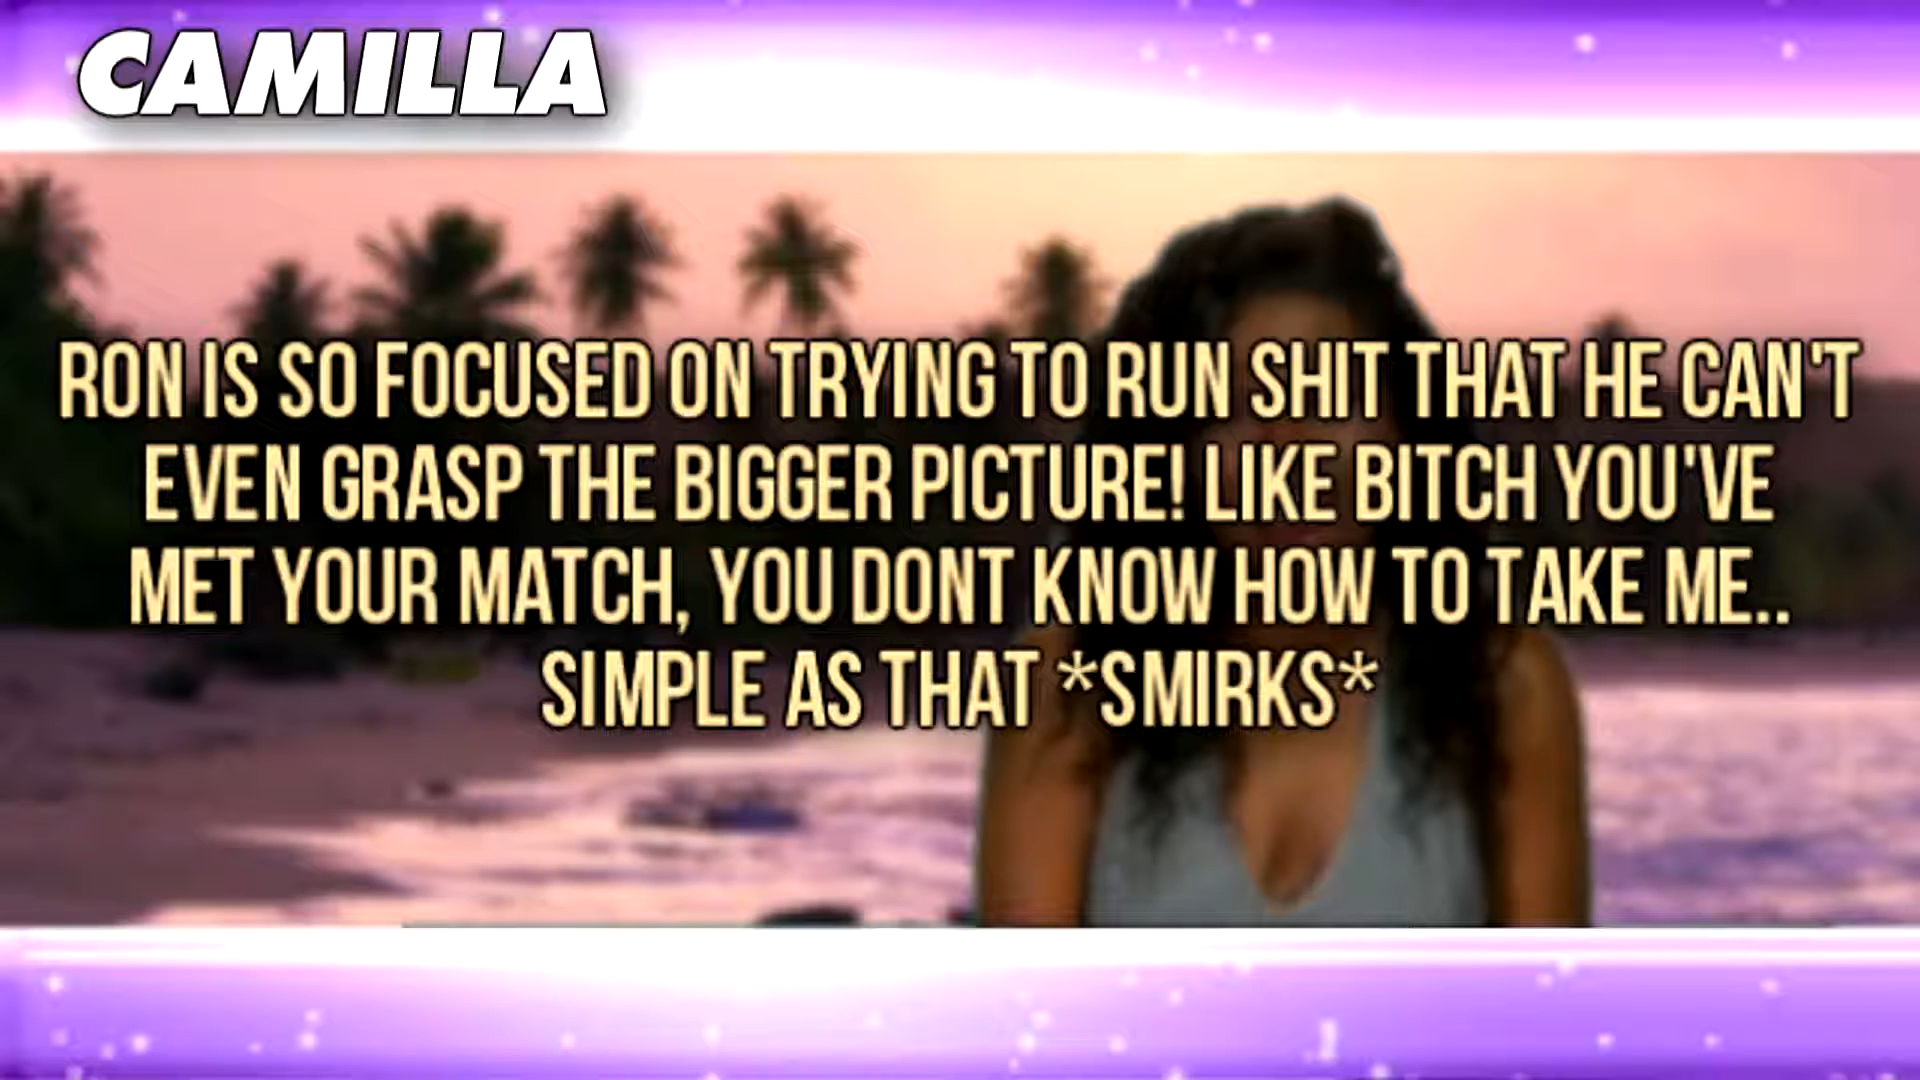 CAMILLA
RON IS SO FOCUSED ON TRYING TO RUN SHIT THAT HE CAN'T
EVEN GRASP THE BIGGER PICTURE! LIKE BITCH YOU'VE
MET YOUR MATCH, YOU DONT KNOW HOW TO TAKE ME..
SIMPLE AS THAT *SMIRKS*